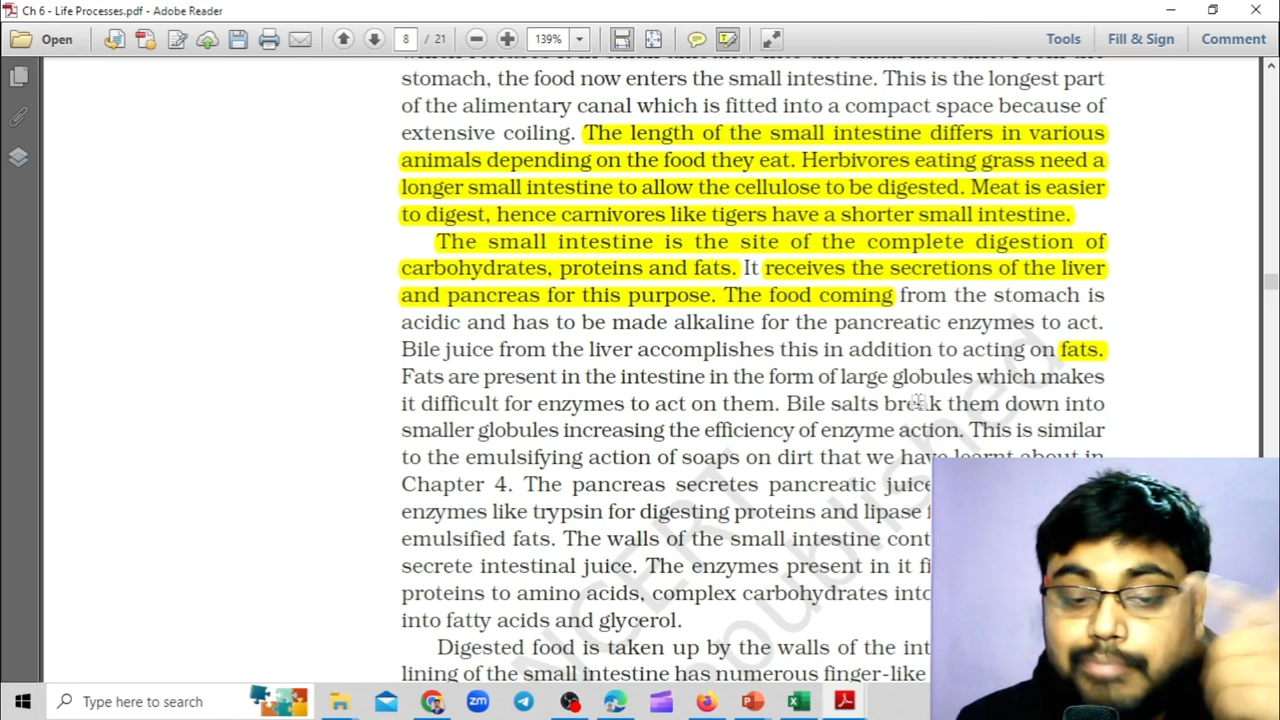 Ch 6 - Life Processes.pdf - Adobe Reader
Open 8 / 21 139% Tools Fill & Sign Comment
stomach, the food now enters the small intestine. This is the longest part
of the alimentary canal which is fitted into a compact space because of
extensive coiling. The length of the small intestine differs in various
animals depending on the food they eat. Herbivores eating grass need a
longer small intestine to allow the cellulose to be digested. Meat is easier
to digest, hence carnivores like tigers have a shorter small intestine.
The small intestine is the site of the complete digestion of
carbohydrates, proteins and fats. It receives the secretions of the liver
and pancreas for this purpose. The food coming from the stomach is
acidic and has to be made alkaline for the pancreatic enzymes to act.
Bile juice from the liver accomplishes this in addition to acting on fats.
Fats are present in the intestine in the form of large globules which makes
it difficult for enzymes to act on them. Bile salts break them down into
smaller globules increasing the efficiency of enzyme action. This is similar
to the emulsifying action of soaps on dirt that we have learnt about in
Chapter 4. The pancreas secretes pancreatic juice
enzymes like trypsin for digesting proteins and lipase
emulsified fats. The walls of the small intestine
secrete intestinal juice. The enzymes present in it
proteins to amino acids, complex carbohydrates
into fatty acids and glycerol.
Digested food is taken up by the walls of the
lining of the small intestine has numerous finger-like
NCERT
republished
Type here to search
zm